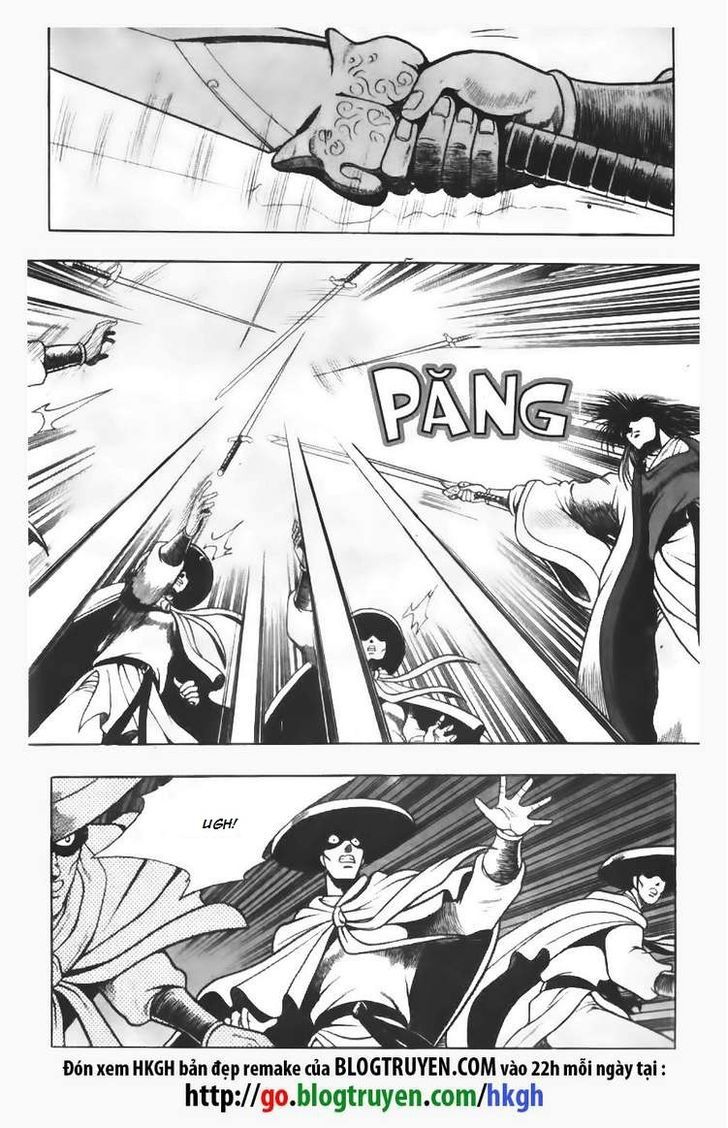 PĂNG
UGH!
Đón xem HKGH bản đẹp remake của BLOGTRUYEN.COM vào 22h mỗi ngày tại :
http://go.blogtruyen.com/hkgh